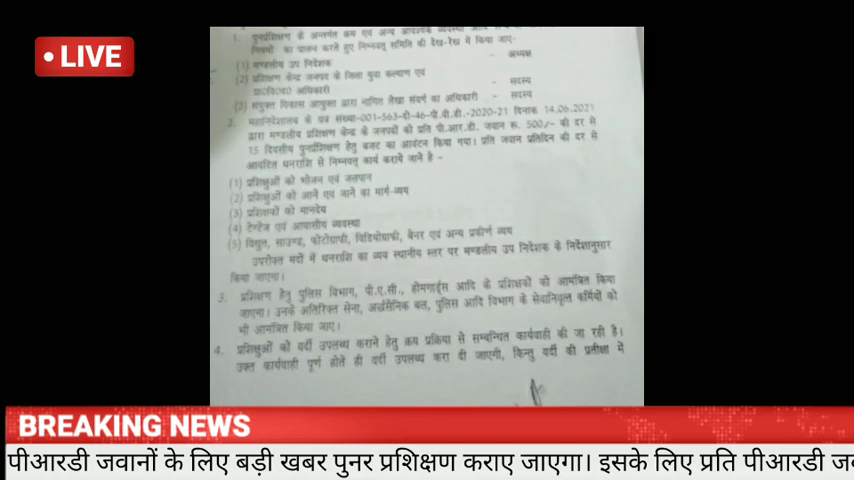 LIVE
1. पुनर्प्रशिक्षण के अन्तर्गत क्रय एवं अन्य आवश्यक व्यवस्था आदि
नियमों का पालन करते हुए निम्नवत् समिति की देख-रेख में किया जाए-
(1) मण्डलीय उप निदेशक - अध्यक्ष
(2) प्रशिक्षण केन्द्र जनपद के जिला युवा कल्याण एवं
प्रा0वि0द0 अधिकारी - सदस्य
(3) संयुक्त विकास आयुक्त द्वारा नामित लेखा संवर्ग का अधिकारी - सदस्य
2. महानिदेशालय के पत्र संख्या-001-563-दो-46-पी.वी.डी.-2020-21 दिनांक 14.06.2021
द्वारा मण्डलीय प्रशिक्षण केन्द्र के जनपदों को प्रति पी.आर.डी. जवान रू. 500/- की दर से
15 दिवसीय पुनर्प्रशिक्षण हेतु बजट का आवंटन किया गया। प्रति जवान प्रतिदिन की दर से
आवंटित धनराशि से निम्नवत् कार्य कराये जाने है -
(1) प्रशिक्षुओं को भोजन एवं जलपान
(2) प्रशिक्षुओं को आने एवं जाने का मार्ग-व्यय
(3) प्रशिक्षकों को मानदेय
(4) टेण्टेज एवं आवासीय व्यवस्था
(5) विद्युत, साउण्ड, फोटोग्राफी, विडियोग्राफी, बैनर एवं अन्य प्रकीर्ण व्यय
उपरोक्त मदों में धनराशि का व्यय स्थानीय स्तर पर मण्डलीय उप निदेशक के निर्देशानुसार
किया जाएगा।
3. प्रशिक्षण हेतु पुलिस विभाग, पी.ए.सी., होमगार्ड्स आदि के प्रशिक्षकों को आमंत्रित किया
जाएगा। उनके अतिरिक्त सेना, अर्द्धसैनिक बल, पुलिस आदि विभाग के सेवानिवृत्त कर्मियों को
भी आमंत्रित किया जाए।
4. प्रशिक्षुओं को वर्दी उपलब्ध कराने हेतु क्रय प्रक्रिया से सम्बन्धित कार्यवाही की जा रही है।
उक्त कार्यवाही पूर्ण होते ही वर्दी उपलब्ध करा दी जाएगी, किन्तु वर्दी की प्रतीक्षा में
BREAKING NEWS
पीआरडी जवानों के लिए बड़ी खबर पुनर प्रशिक्षण कराए जाएगा। इसके लिए प्रति पीआरडी